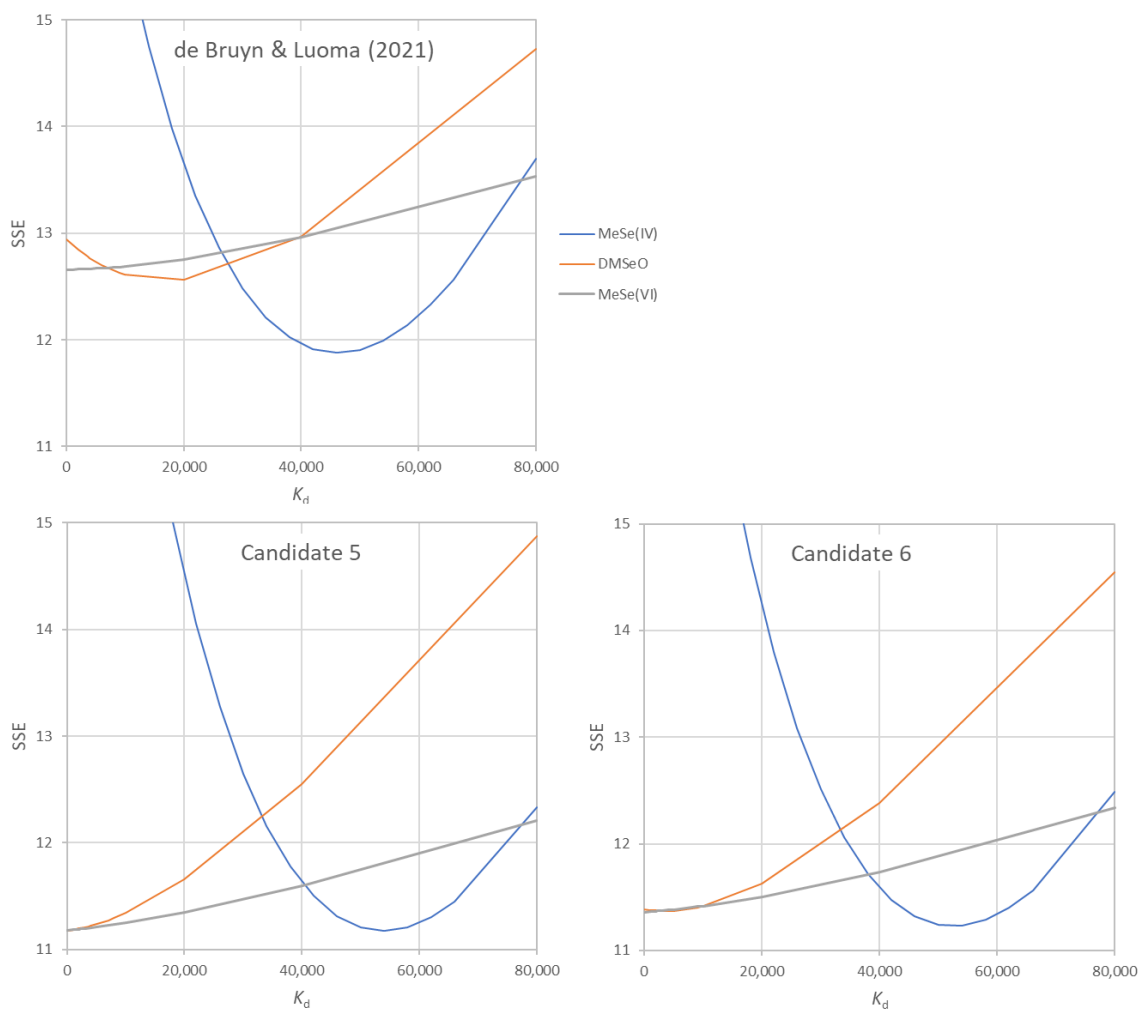 de Bruyn & Luoma (2021)
15
14
13
12
11
SSE
0
20,000
40,000
60,000
80,000
Kd
MeSe(IV)
DMSeO
MeSe(VI)
Candidate 5
15
14
13
12
11
SSE
0
20,000
40,000
60,000
80,000
Kd
Candidate 6
15
14
13
12
11
SSE
0
20,000
40,000
60,000
80,000
Kd